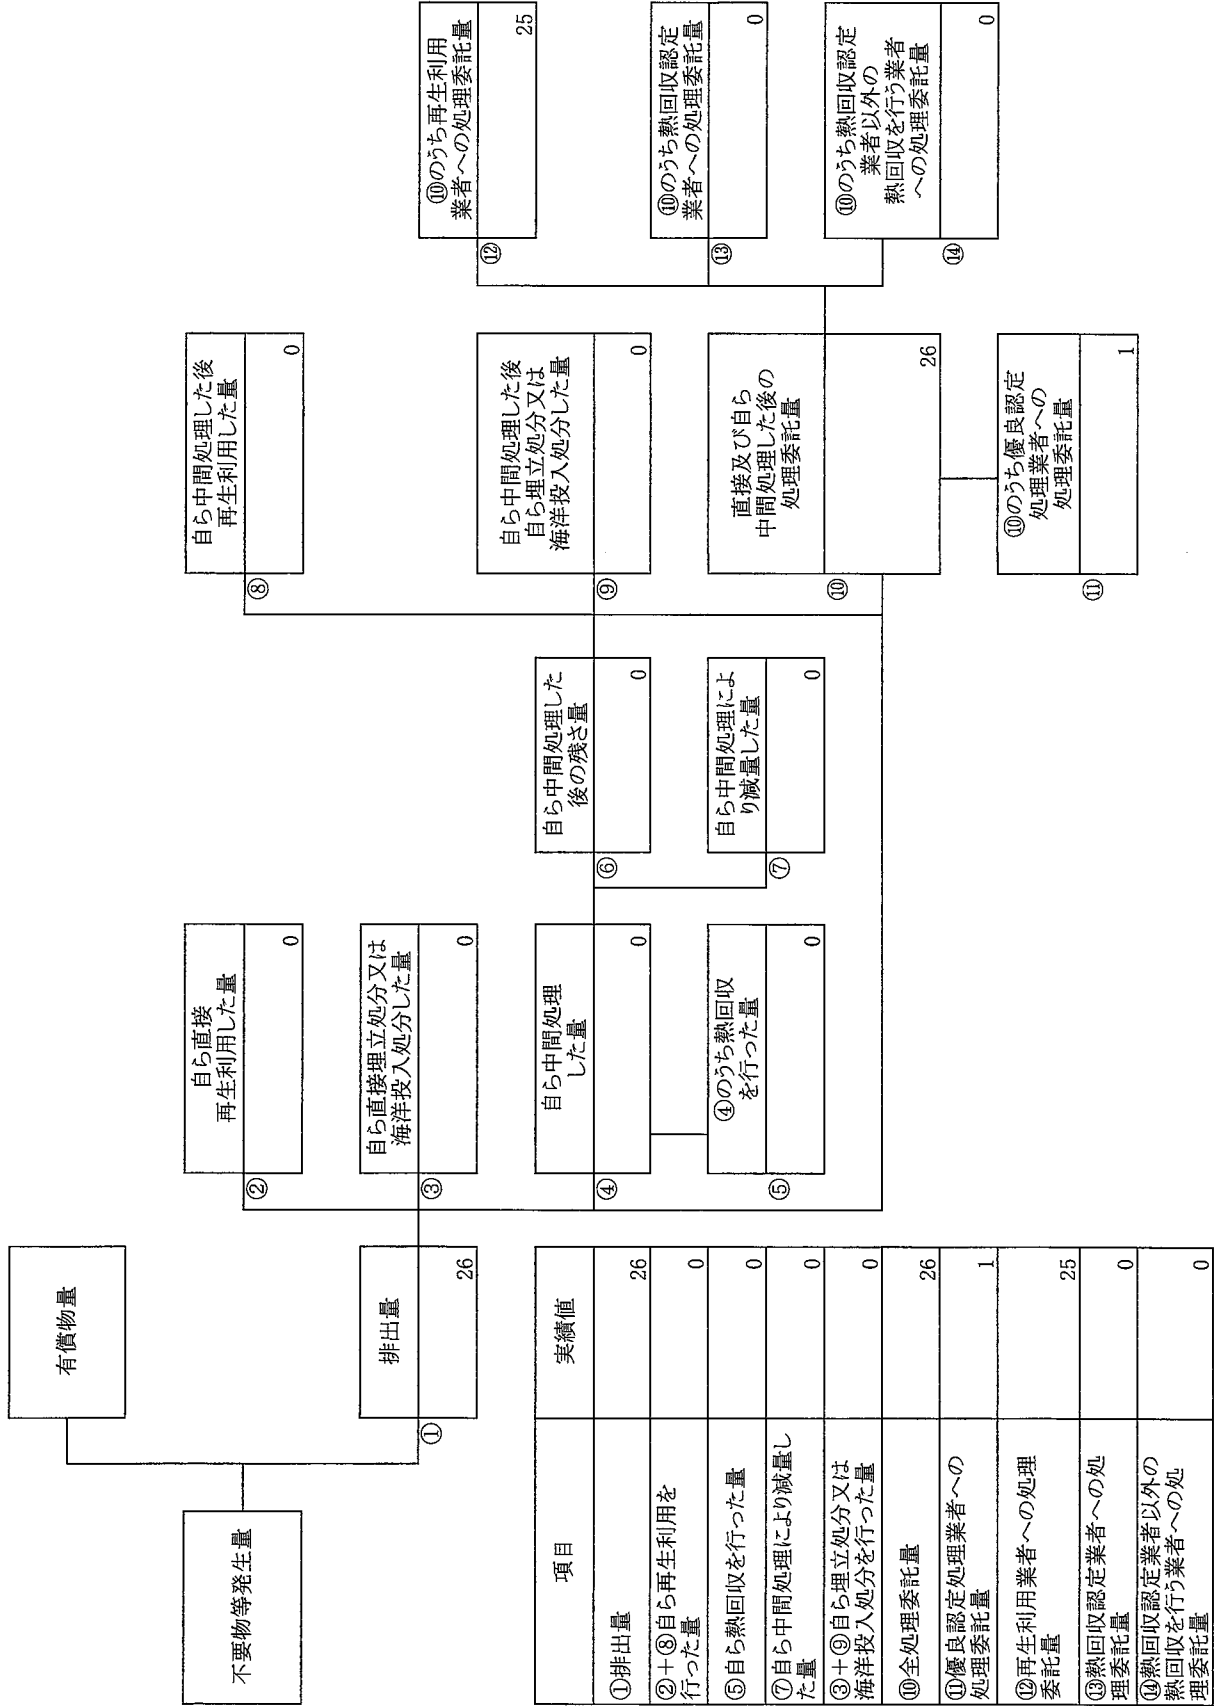 不要物等発生量
有償物量
排出量
①
26
自ら直接
再生利用した量
②
0
自ら直接埋立処分又は
海洋投入処分した量
③
0
自ら中間処理
した量
④
0
④のうち熱回収
を行った量
⑤
0
自ら中間処理した
後の残さ量
⑥
0
自ら中間処理によ
り減量した量
⑦
0
自ら中間処理した後
再生利用した量
⑧
0
自ら中間処理した後
自ら埋立処分又は
海洋投入処分した量
⑨
0
直接及び自ら
中間処理した後の
処理委託量
⑩
26
⑩のうち優良認定
処理業者への
処理委託量
⑪
1
⑩のうち再生利用
業者への処理委託量
⑫
25
⑩のうち熱回収認定
業者への処理委託量
⑬
0
⑩のうち熱回収認定
業者以外の
熱回収を行う業者
への処理委託量
⑭
0
項目 実績値
①排出量 26
②+⑧自ら再生利用を
行った量 0
⑤自ら熱回収を行った量 0
⑦自ら中間処理により減量し
た量 0
③+⑨自ら埋立処分又は
海洋投入処分を行った量 0
⑩全処理委託量 26
⑪優良認定処理業者への
処理委託量 1
⑫再生利用業者への処理
委託量 25
⑬熱回収認定業者への処
理委託量 0
⑭熱回収認定業者以外の
熱回収を行う業者への処
理委託量 0